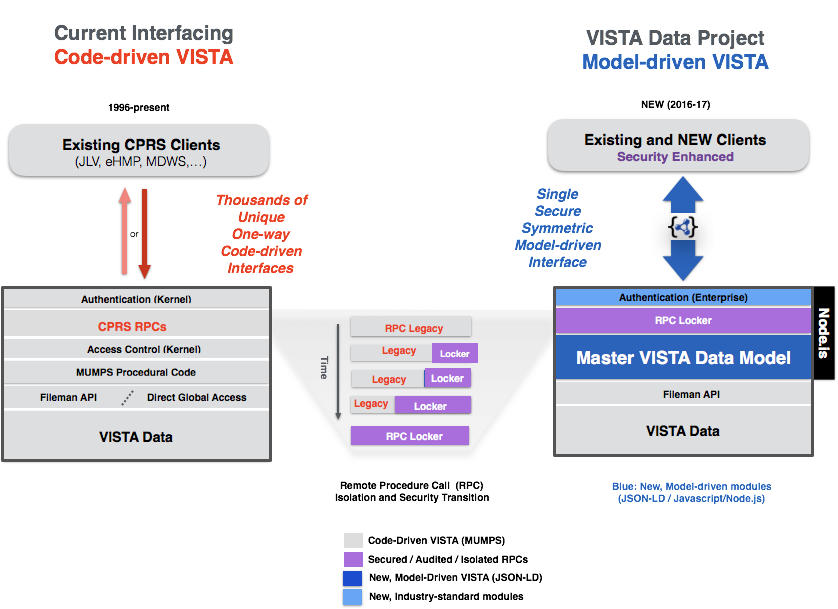 Current Interfacing
Code-driven VISTA
1996-present
Existing CPRS Clients
(JLV, eHMP, MDWS,...)
or
Thousands of
Unique
One-way
Code-driven
Interfaces
Authentication (Kernel)
CPRS RPCs
Access Control (Kernel)
MUMPS Procedural Code
Fileman API
Direct Global Access
VISTA Data
Time
RPC Legacy
Legacy
Locker
Legacy
Locker
Legacy
Locker
RPC Locker
Remote Procedure Call (RPC)
Isolation and Security Transition
VISTA Data Project
Model-driven VISTA
NEW (2016-17)
Existing and NEW Clients
Security Enhanced
Single
Secure
Symmetric
Model-driven
Interface
{ }
Authentication (Enterprise)
RPC Locker
Master VISTA Data Model
Fileman API
VISTA Data
Node.js
Blue: New, Model-driven modules
(JSON-LD / Javascript/Node.js)
Code-Driven VISTA (MUMPS)
Secured / Audited / Isolated RPCs
New, Model-Driven VISTA (JSON-LD)
New, Industry-standard modules